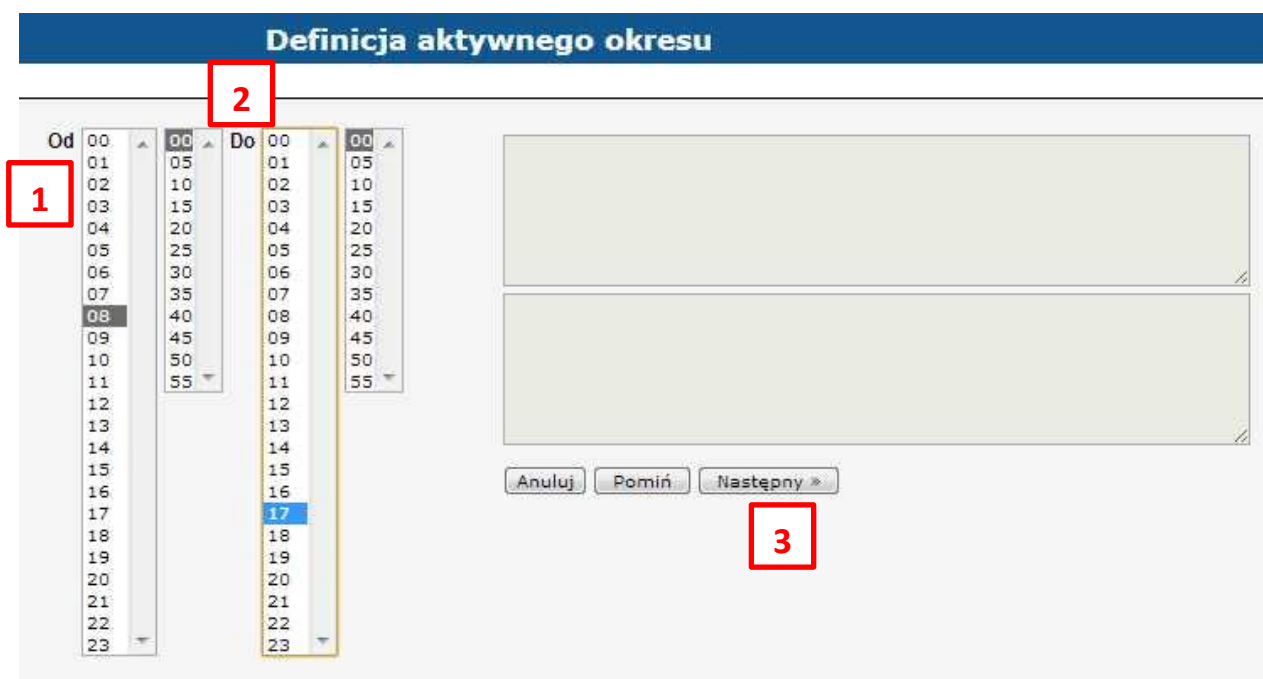 Definicja aktywnego okresu
2
Od 00 00 Do 00 00
01 05 01 05
1 02 10 02 10
03 15 03 15
04 20 04 20
05 25 05 25
06 30 06 30
07 35 07 35
08 40 08 40
09 45 09 45
10 50 10 50
11 55 11 55
12 12
13 13
14 14
15 15
16 16
17 17
18 18
19 19
20 20
21 21
22 22
23 23
Anuluj Pomiń Następny »
3